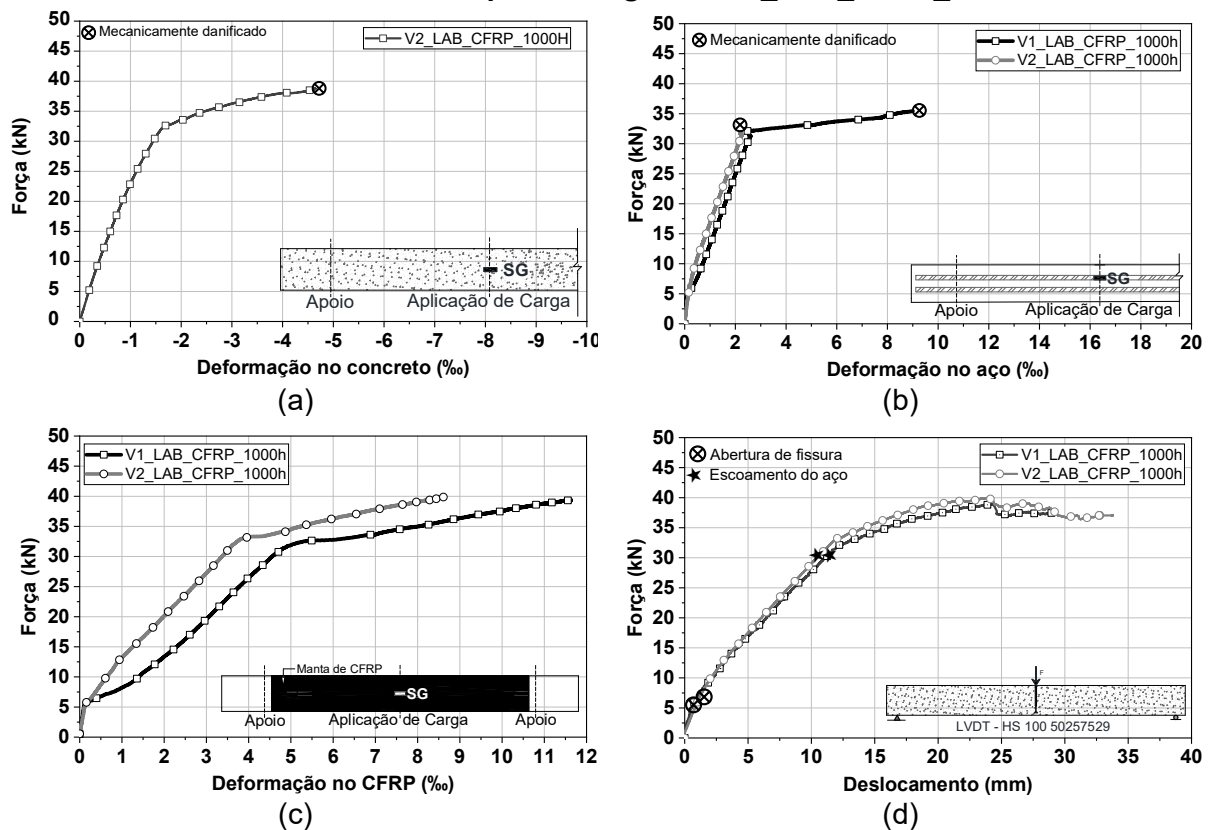 50
45
40
35
30
25
20
15
10
5
0
Força (kN)
Mecanicamente danificado
V2_LAB_CFRP_1000H
SG
Apoio
Aplicação de Carga
0 -1 -2 -3 -4 -5 -6 -7 -8 -9 -10
Deformação no concreto (‰)
(a)
50
45
40
35
30
25
20
15
10
5
0
Força (kN)
Mecanicamente danificado
V1_LAB_CFRP_1000h
V2_LAB_CFRP_1000h
SG
Apoio
Aplicação de Carga
0 2 4 6 8 10 12 14 16 18 20
Deformação no aço (‰)
(b)
50
45
40
35
30
25
20
15
10
5
0
Força (kN)
V1_LAB_CFRP_1000h
V2_LAB_CFRP_1000h
Manta de CFRP
SG
Apoio
Aplicação de Carga
Apoio
0 1 2 3 4 5 6 7 8 9 10 11 12
Deformação no CFRP (‰)
(c)
50
45
40
35
30
25
20
15
10
5
0
Força (kN)
Abertura de fissura
Escoamento do aço
V1_LAB_CFRP_1000h
V2_LAB_CFRP_1000h
F
LVDT - HS 100 50257529
0 5 10 15 20 25 30 35 40
Deslocamento (mm)
(d)